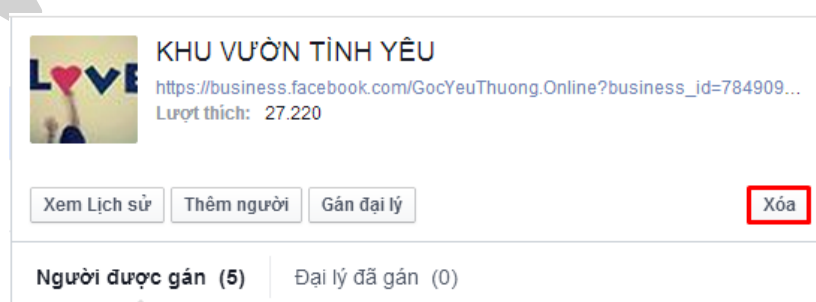 KHU VƯỜN TÌNH YÊU
LOVE
https://business.facebook.com/GocYeuThuong.Online?business_id=784909...
Lượt thích: 27.220
Xem Lịch sử Thêm người Gán đại lý Xóa
Người được gán (5) Đại lý đã gán (0)